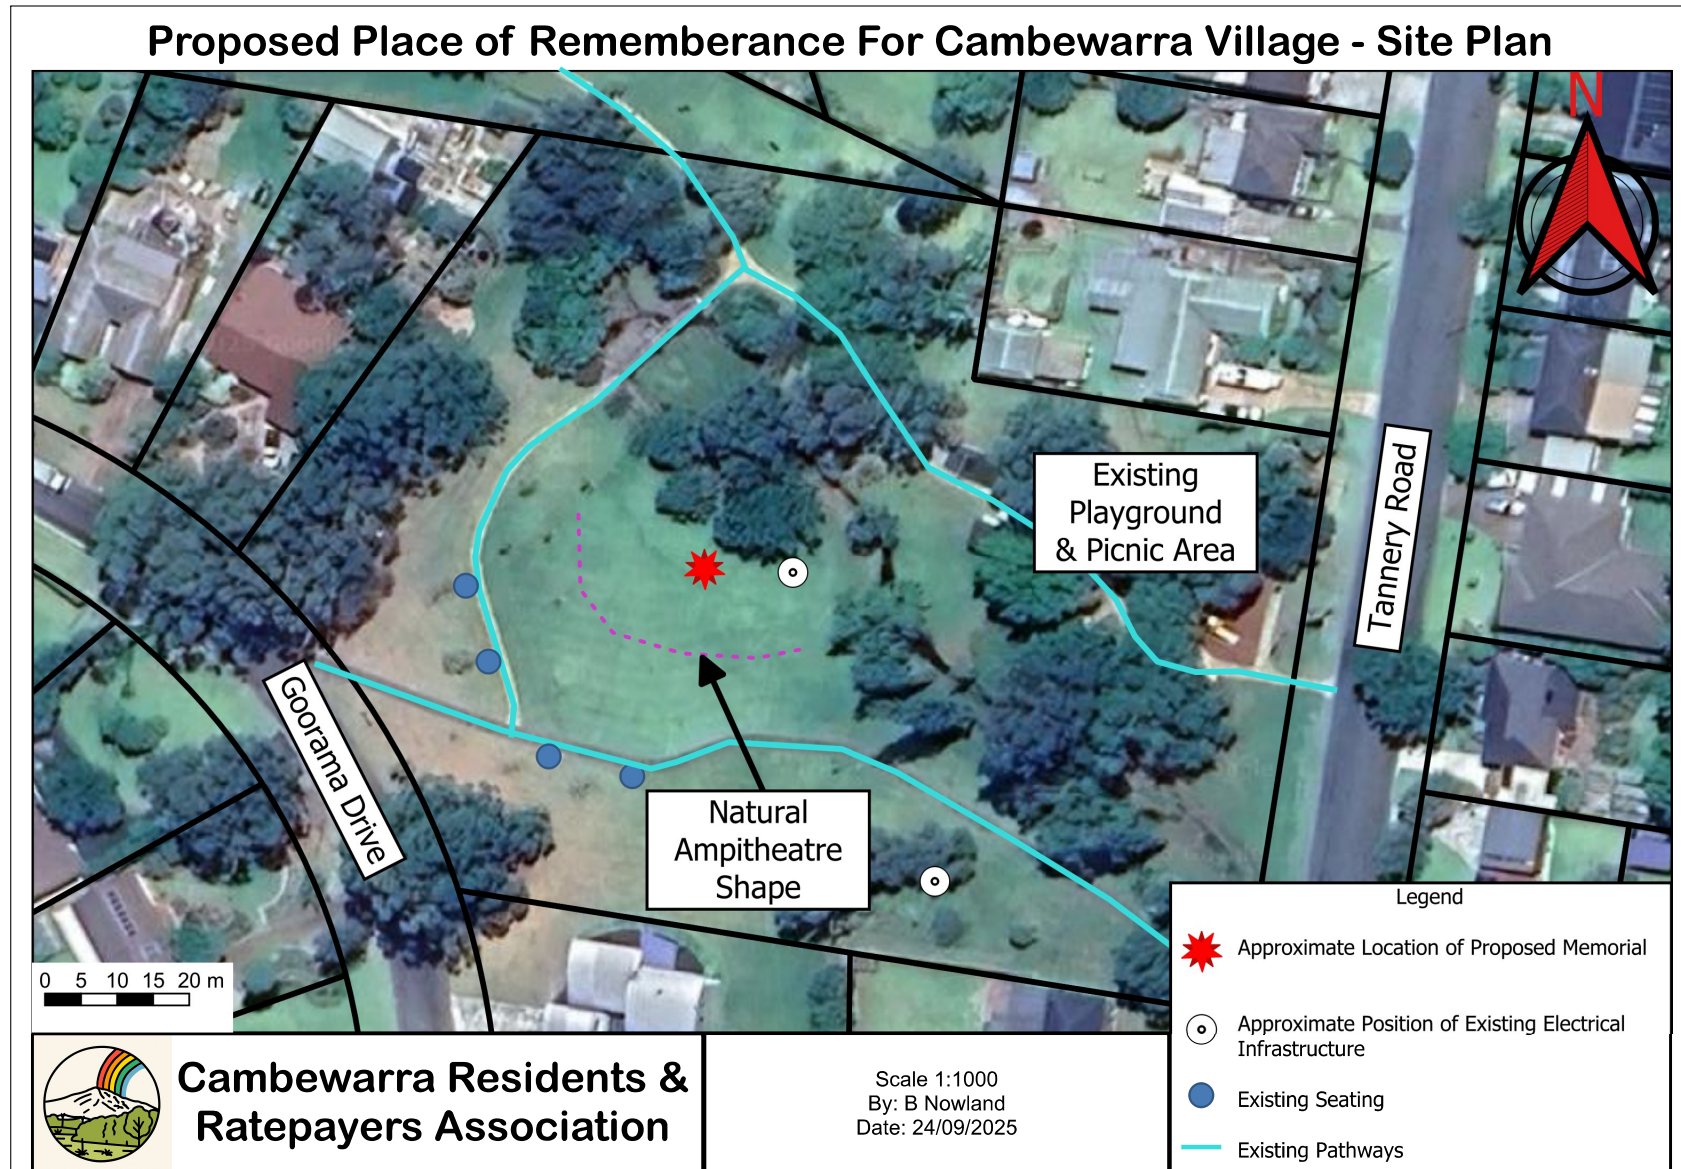 Proposed Place of Rememberance For Cambewarra Village - Site Plan
N
Existing
Playground
& Picnic Area
Tannery Road
Goorama Drive
Natural
Ampitheatre
Shape
Legend
Approximate Location of Proposed Memorial
Approximate Position of Existing Electrical
Infrastructure
Existing Seating
Existing Pathways
0 5 10 15 20 m
Cambewarra Residents &
Ratepayers Association
Scale 1:1000
By: B Nowland
Date: 24/09/2025